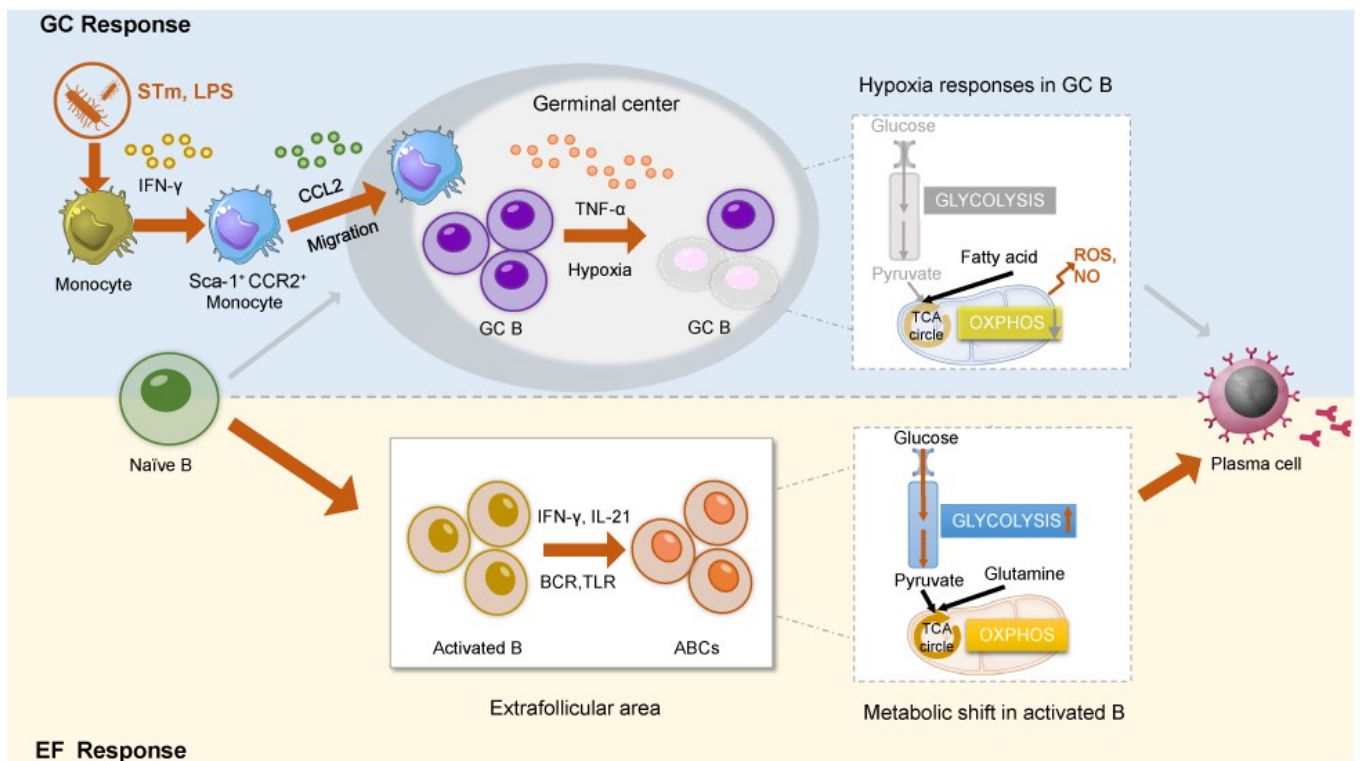 GC Response
STm, LPS
IFN-γ
CCL2
Migration
Monocyte
Sca-1⁺ CCR2⁺
Monocyte
Germinal center
TNF-α
Hypoxia
GC B
GC B
Hypoxia responses in GC B
Glucose
GLYCOLYSIS
Pyruvate
Fatty acid
ROS,
NO
TCA
circle
OXPHOS
Naïve B
Plasma cell
IFN-γ, IL-21
BCR,TLR
Activated B
ABCs
Extrafollicular area
Glucose
GLYCOLYSIS
Pyruvate
Glutamine
TCA
circle
OXPHOS
Metabolic shift in activated B
EF Response